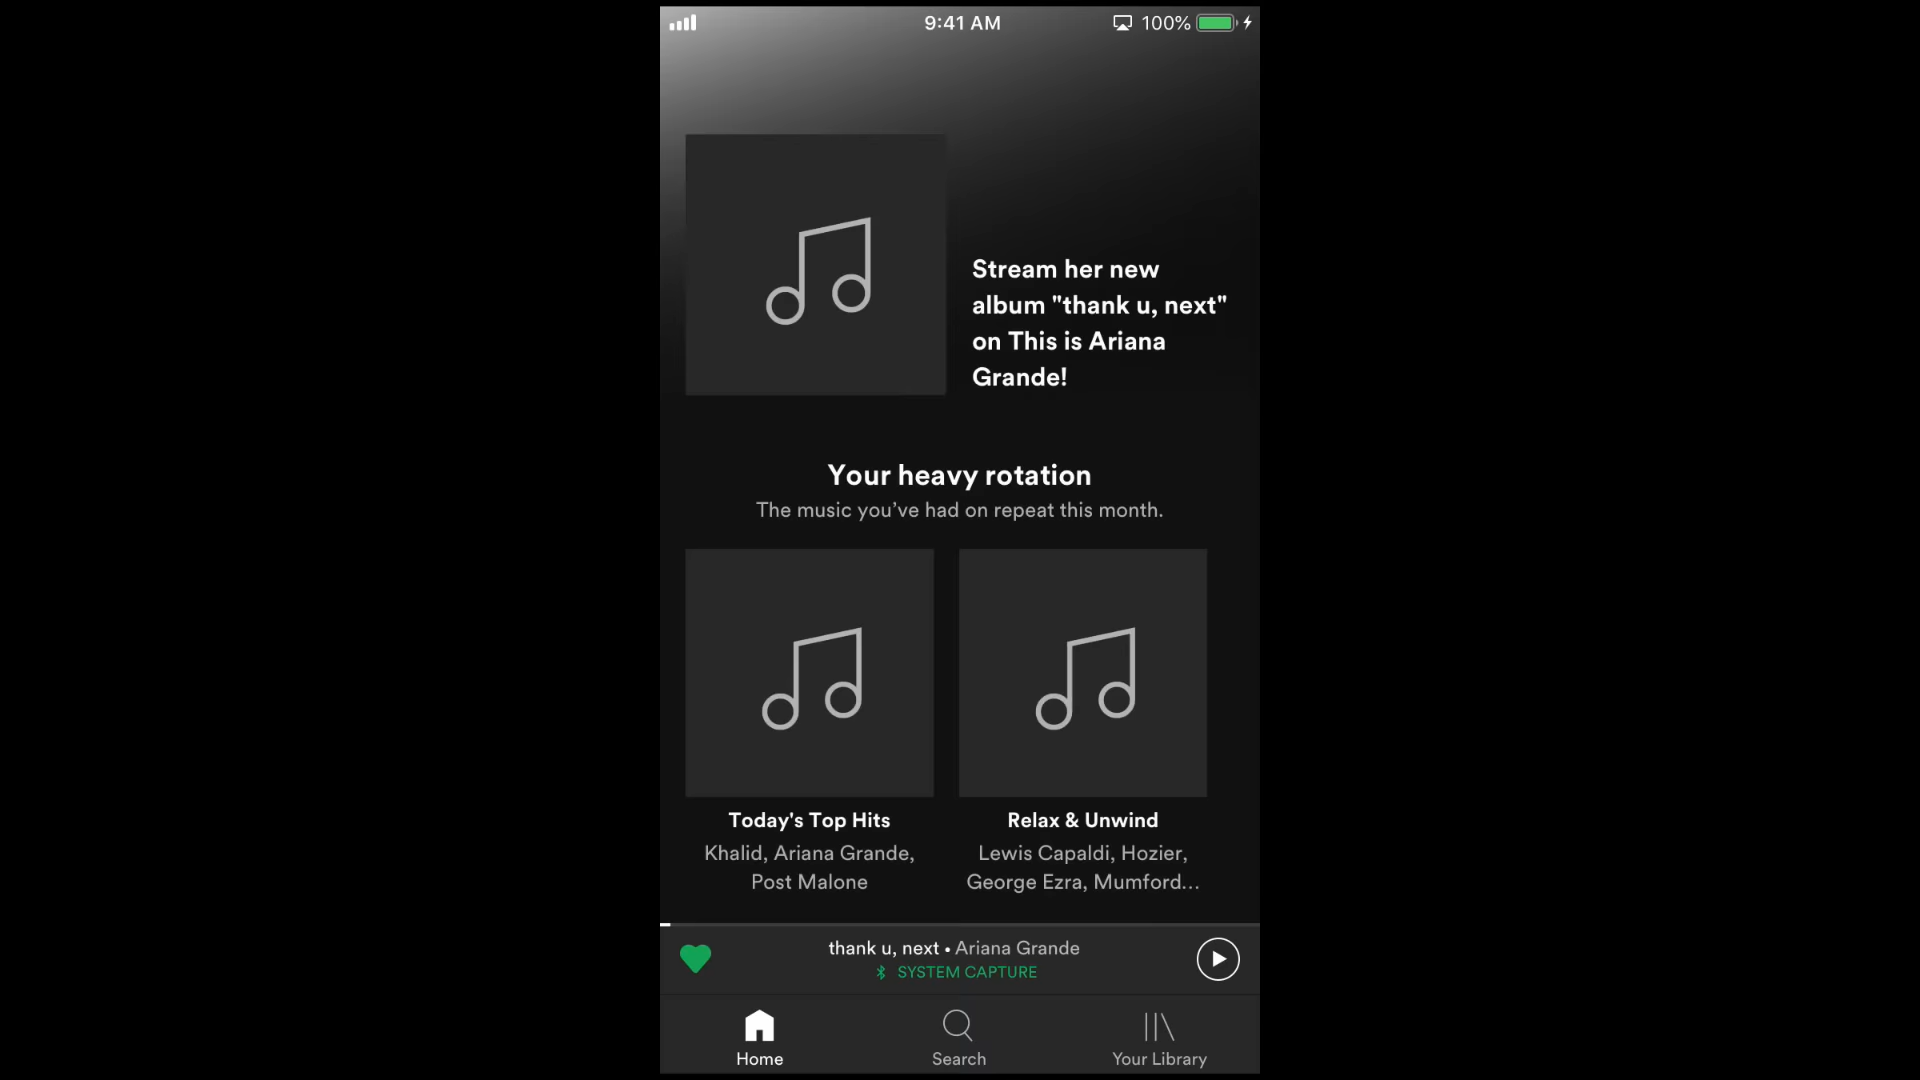 9:41 AM
100%
Stream her new
album "thank u, next"
on This is Ariana
Grande!
Your heavy rotation
The music you’ve had on repeat this month.
Today's Top Hits
Khalid, Ariana Grande,
Post Malone
Relax & Unwind
Lewis Capaldi, Hozier,
George Ezra, Mumford…
thank u, next • Ariana Grande
SYSTEM CAPTURE
Home
Search
Your Library